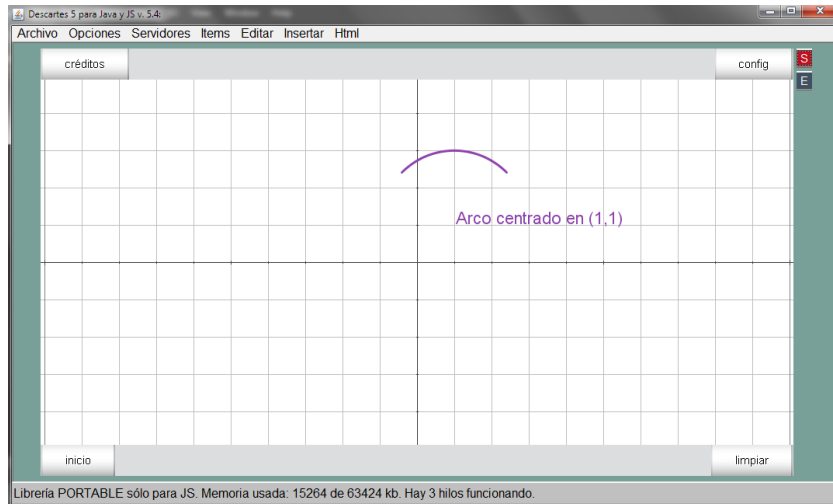 Descartes 5 para Java y JS v. 5.4:
Archivo Opciones Servidores Items Editar Insertar Html
créditos
config
S
E
Arco centrado en (1,1)
inicio
limpiar
Librería PORTABLE sólo para JS. Memoria usada: 15264 de 63424 kb. Hay 3 hilos funcionando.